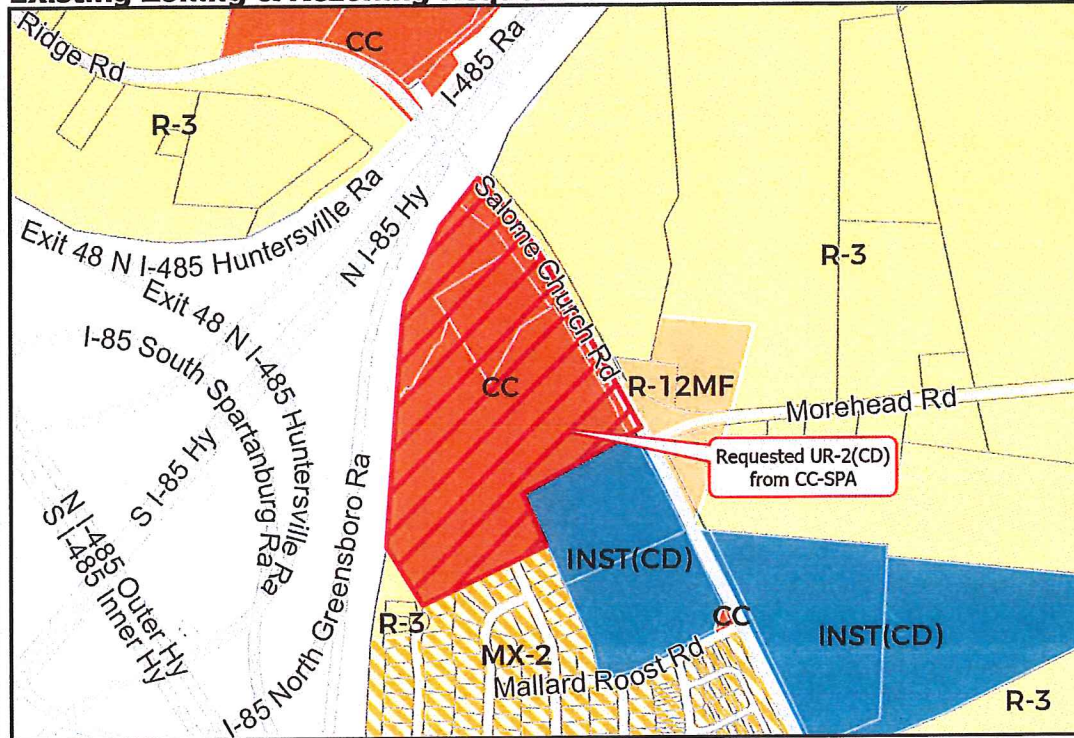 CC
Ridge Rd
I-485 Ra
R-3
Exit 48 N I-485 Huntersville Ra
N I-85 Hy
Salome Church Rd
R-3
Exit 48 N I-485 Huntersville Ra
I-85 South Spartanburg Ra
CC
R-12MF
Morehead Rd
Requested UR-2(CD)
from CC-SPA
S I-85 Hy
N I-485 Outer Hy
S I-485 Inner Hy
I-85 North Greensboro Ra
INST(CD)
R-3
CC
INST(CD)
MX-2
Mallard Roost Rd
R-3